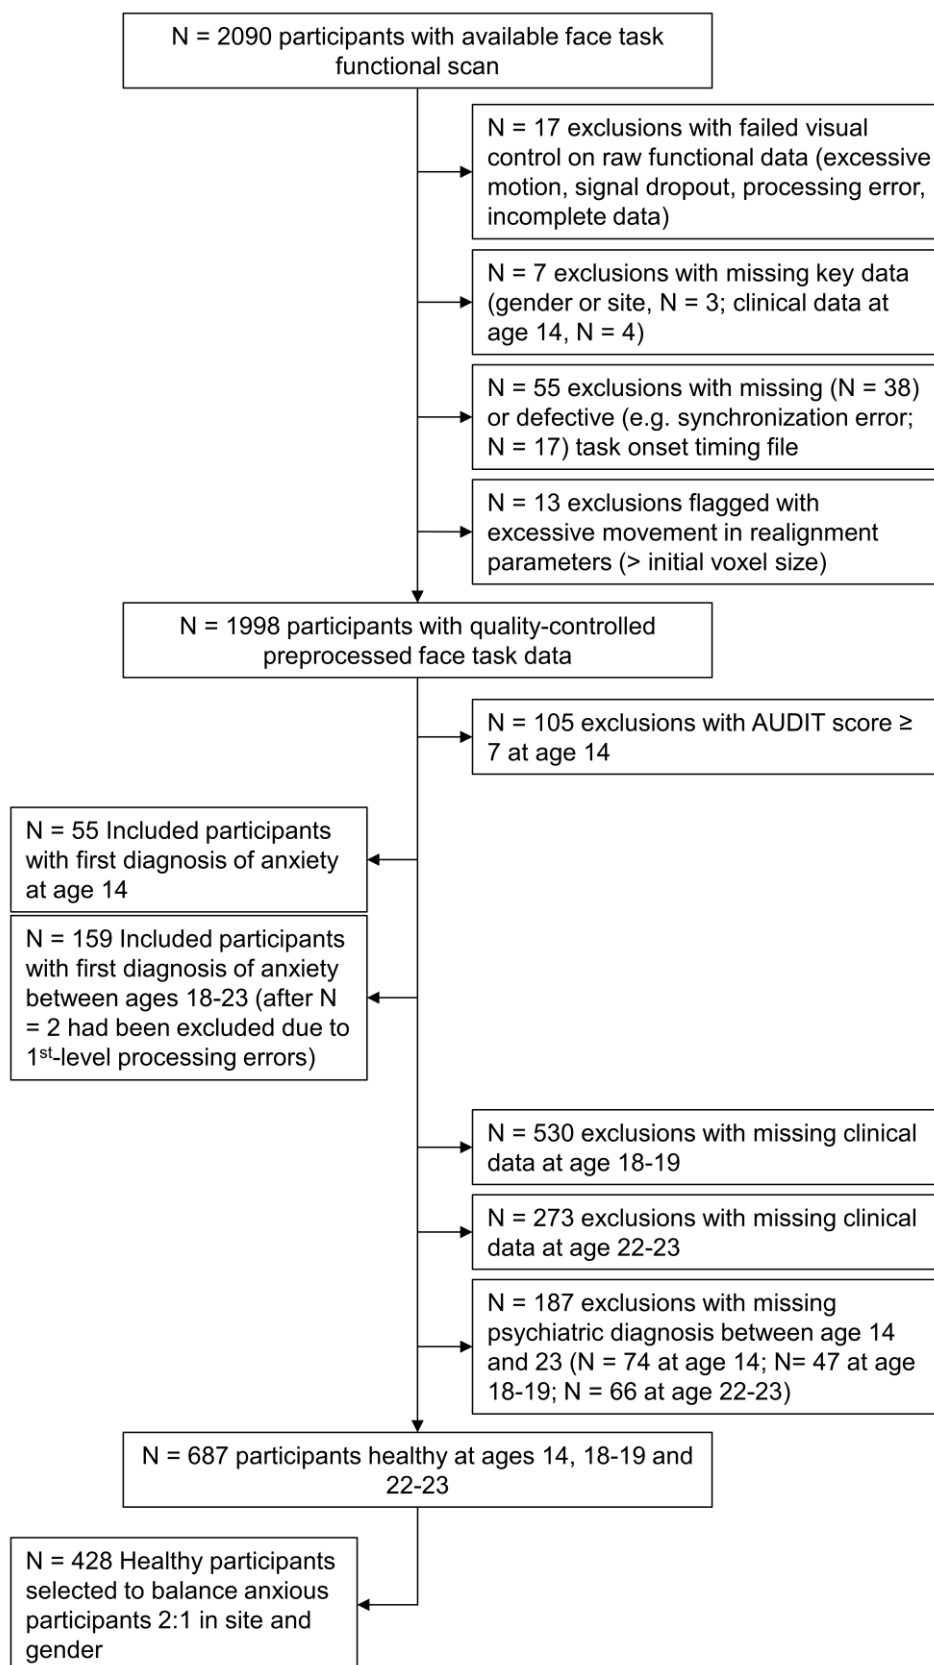 N = 2090 participants with available face task
functional scan
N = 17 exclusions with failed visual
control on raw functional data (excessive
motion, signal dropout, processing error,
incomplete data)
N = 7 exclusions with missing key data
(gender or site, N = 3; clinical data at
age 14, N = 4)
N = 55 exclusions with missing (N = 38)
or defective (e.g. synchronization error;
N = 17) task onset timing file
N = 13 exclusions flagged with
excessive movement in realignment
parameters (> initial voxel size)
N = 1998 participants with quality-controlled
preprocessed face task data
N = 105 exclusions with AUDIT score ≥
7 at age 14
N = 55 Included participants
with first diagnosis of anxiety
at age 14
N = 159 Included participants
with first diagnosis of anxiety
between ages 18-23 (after N
= 2 had been excluded due to
1st-level processing errors)
N = 530 exclusions with missing clinical
data at age 18-19
N = 273 exclusions with missing clinical
data at age 22-23
N = 187 exclusions with missing
psychiatric diagnosis between age 14
and 23 (N = 74 at age 14; N= 47 at age
18-19; N = 66 at age 22-23)
N = 687 participants healthy at ages 14, 18-19 and
22-23
N = 428 Healthy participants
selected to balance anxious
participants 2:1 in site and
gender